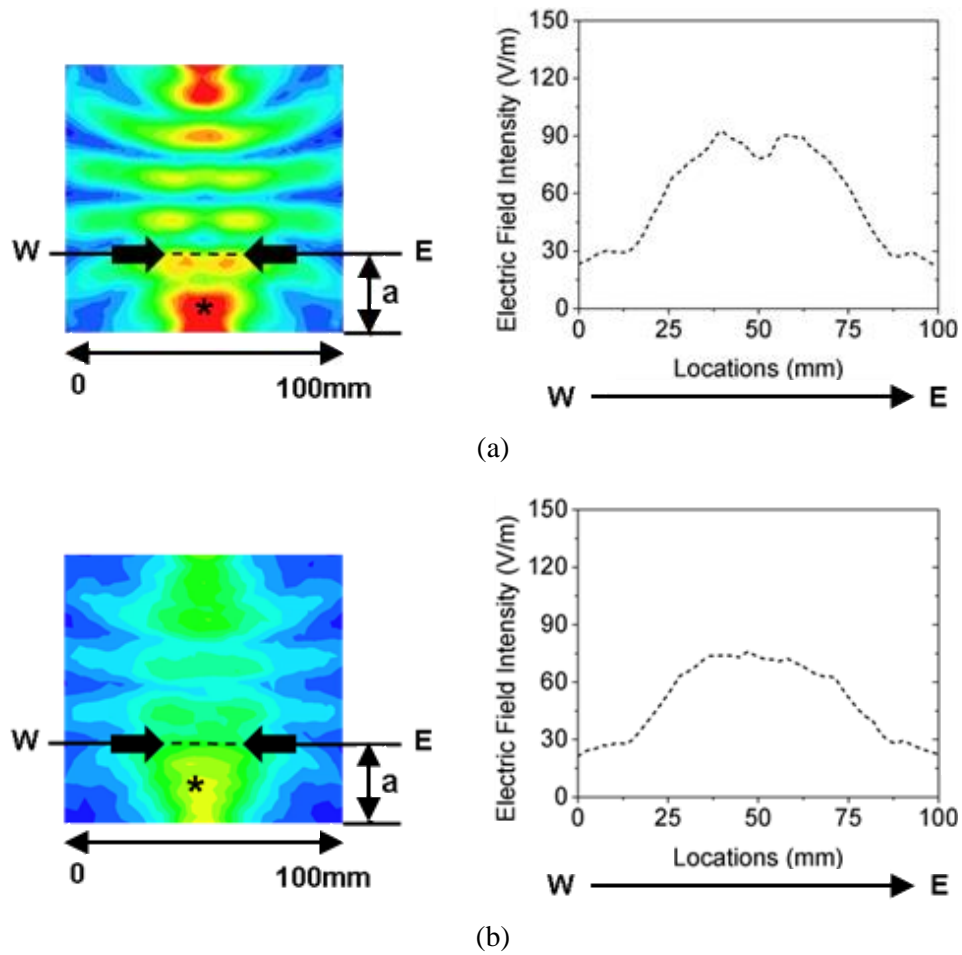 W
E
*
a
0
100mm
Electric Field Intensity (V/m)
150
120
90
60
30
0
0 25 50 75 100
Locations (mm)
W E
(a)
W
E
*
a
0
100mm
Electric Field Intensity (V/m)
150
120
90
60
30
0
0 25 50 75 100
Locations (mm)
W E
(b)